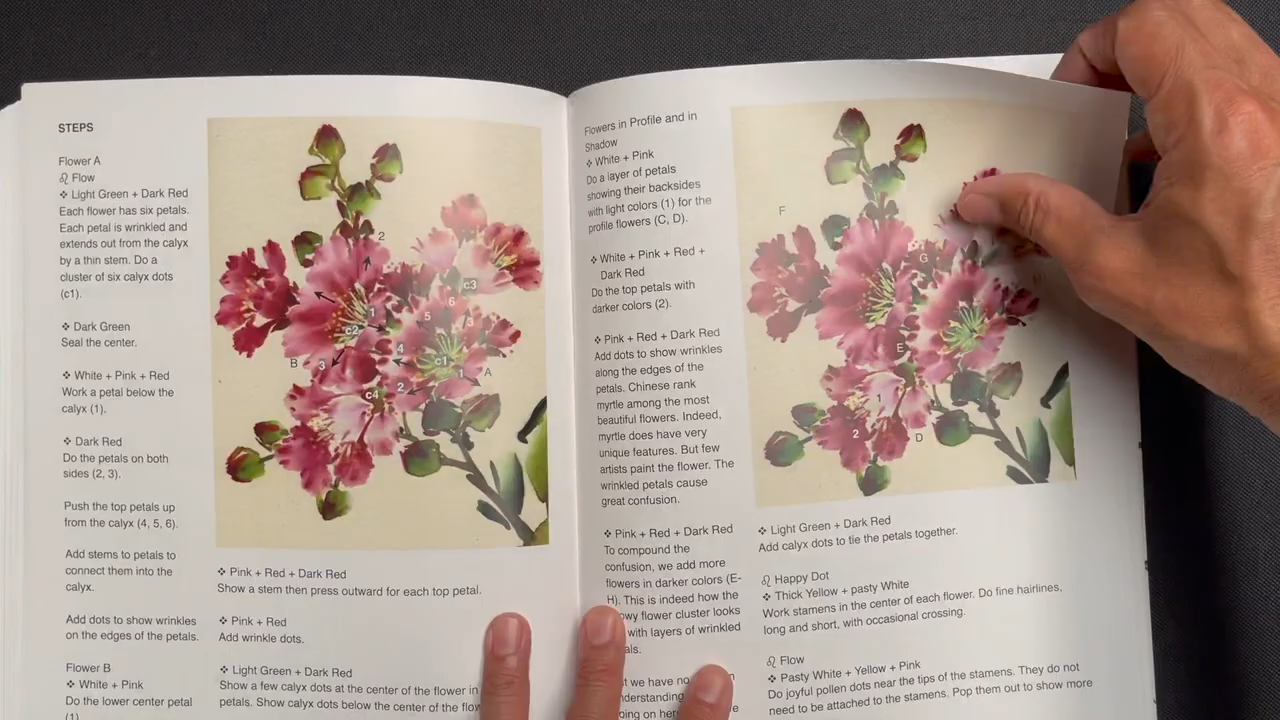 STEPS
Flower A
♌ Flow
❖ Light Green + Dark Red
Each flower has six petals.
Each petal is wrinkled and
extends out from the calyx
by a thin stem. Do a
cluster of six calyx dots
(c1).
❖ Dark Green
Seal the center.
❖ White + Pink + Red
Work a petal below the
calyx (1).
❖ Dark Red
Do the petals on both
sides (2, 3).
Push the top petals up
from the calyx (4, 5, 6).
Add stems to petals to
connect them into the
calyx.
Add dots to show wrinkles
on the edges of the petals.
Flower B
❖ White + Pink
Do the lower center petal
(1)
2
c3
6
1
5
3
c2
4
c1
B
3
1
A
2
c4
❖ Pink + Red + Dark Red
Show a stem then press outward for each top petal.
❖ Pink + Red
Add wrinkle dots.
❖ Light Green + Dark Red
Show a few calyx dots at the center of the flower in
petals. Show calyx dots below the center of the
Flowers in Profile and in
Shadow
❖ White + Pink
Do a layer of petals
showing their backsides
with light colors (1) for the
profile flowers (C, D).
❖ White + Pink + Red +
Dark Red
Do the top petals with
darker colors (2).
❖ Pink + Red + Dark Red
Add dots to show wrinkles
along the edges of the
petals. Chinese rank
myrtle among the most
beautiful flowers. Indeed,
myrtle does have very
unique features. But few
artists paint the flower. The
wrinkled petals cause
great confusion.
❖ Pink + Red + Dark Red
To compound the
confusion, we add more
flowers in darker colors (E-
H). This is indeed how the
flower cluster looks
with layers of wrinkled
we have no
on
F
G
E
1
2
D
❖ Light Green + Dark Red
Add calyx dots to tie the petals together.
♌ Happy Dot
❖ Thick Yellow + pasty White
Work stamens in the center of each flower. Do fine hairlines,
long and short, with occasional crossing.
♌ Flow
❖ Pasty White + Yellow + Pink
Do joyful pollen dots near the tips of the stamens. They do not
need to be attached to the stamens. Pop them out to show more